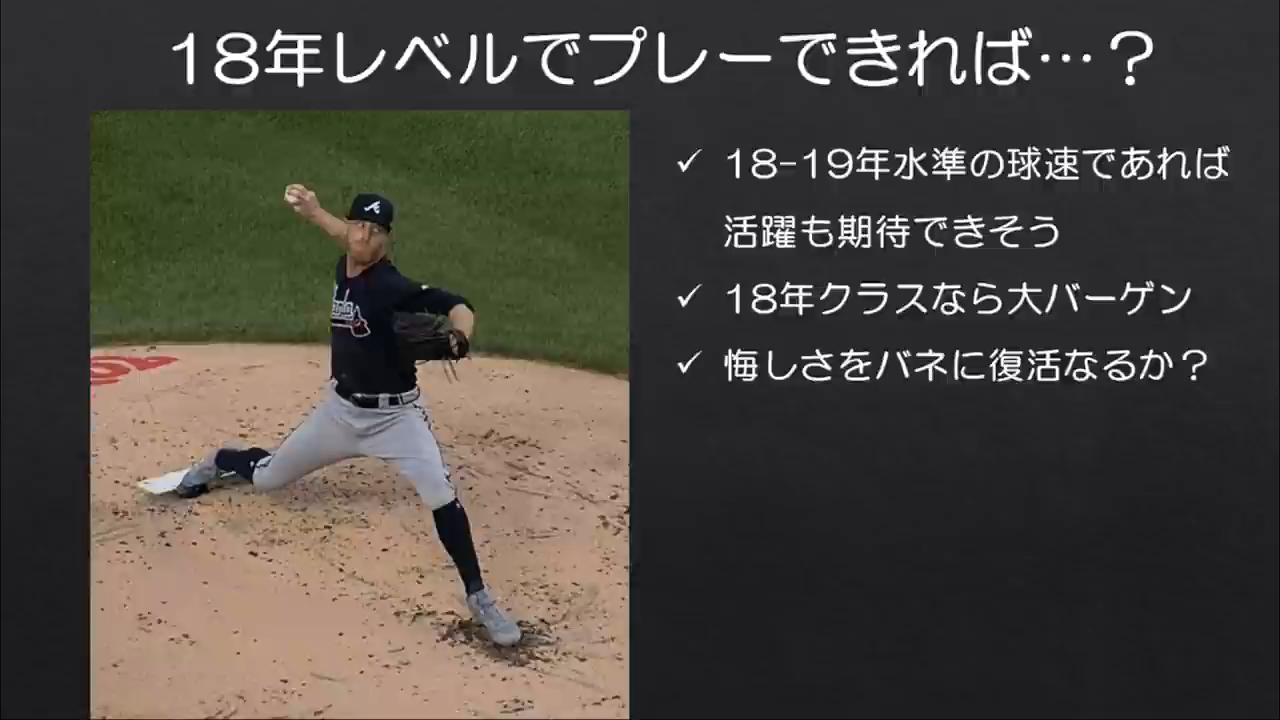 18年レベルでプレーできれば…？
✓ 18-19年水準の球速であれば
活躍も期待できそう
✓ 18年クラスなら大バーゲン
✓ 悔しさをバネに復活なるか？
A